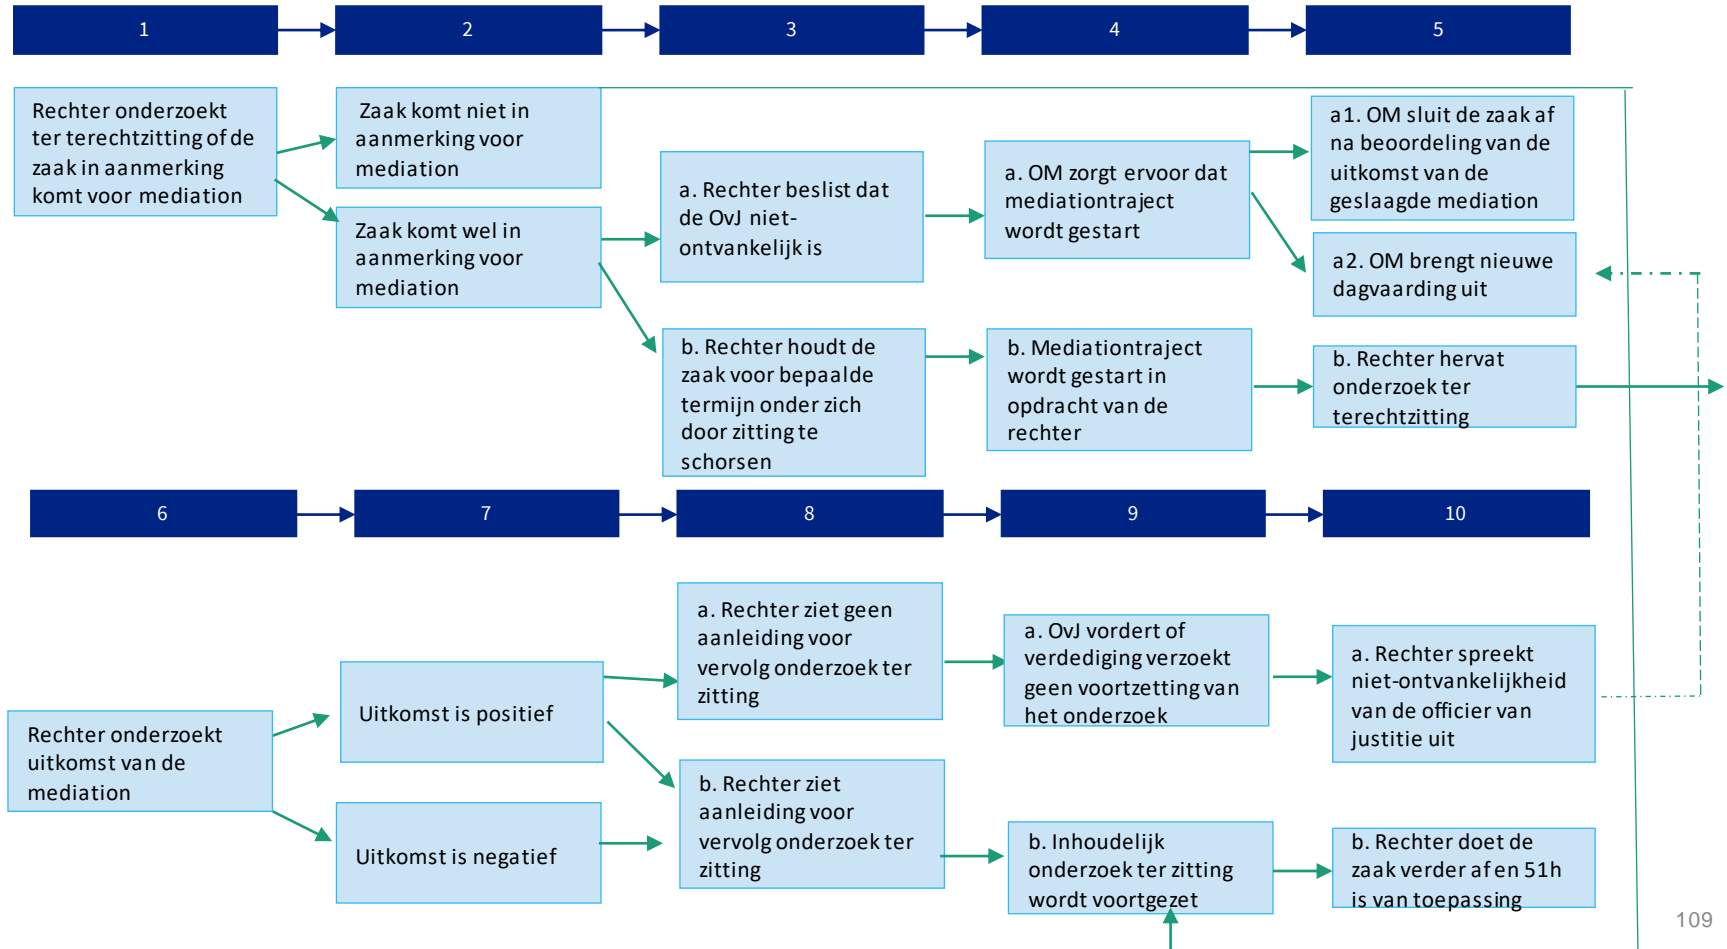 1
2
3
4
5
Rechter onderzoekt
ter terechtzitting of de
zaak in aanmerking
komt voor mediation
Zaak komt niet in
aanmerking voor
mediation
Zaak komt wel in
aanmerking voor
mediation
a. Rechter beslist dat
de OvJ niet-
ontvankelijk is
b. Rechter houdt de
zaak voor bepaalde
termijn onder zich
door zitting te
schorsen
a. OM zorgt ervoor dat
mediationtraject
wordt gestart
b. Mediationtraject
wordt gestart in
opdracht van de
rechter
a1. OM sluit de zaak af
na beoordeling van de
uitkomst van de
geslaagde mediation
a2. OM brengt nieuwe
dagvaarding uit
b. Rechter hervat
onderzoek ter
terechtzitting
6
7
8
9
10
Rechter onderzoekt
uitkomst van de
mediation
Uitkomst is positief
Uitkomst is negatief
a. Rechter ziet geen
aanleiding voor
vervolg onderzoek ter
zitting
b. Rechter ziet
aanleiding voor
vervolg onderzoek ter
zitting
a. OvJ vordert of
verdediging verzoekt
geen voortzetting van
het onderzoek
b. Inhoudelijk
onderzoek ter zitting
wordt voortgezet
a. Rechter spreekt
niet-ontvankelijkheid
van de officier van
justitie uit
b. Rechter doet de
zaak verder af en 51h
is van toepassing
109